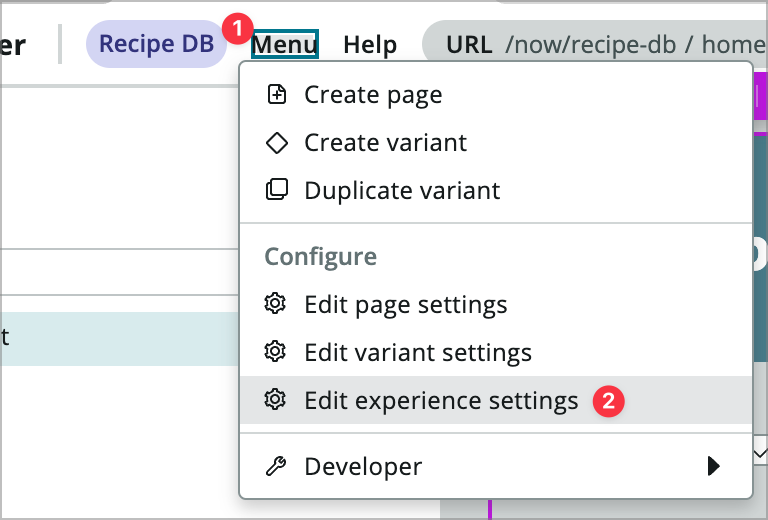 er Recipe DB 1 Menu Help URL /now/recipe-db / home
Create page
Create variant
Duplicate variant
Configure
Edit page settings
t Edit variant settings
Edit experience settings 2
Developer